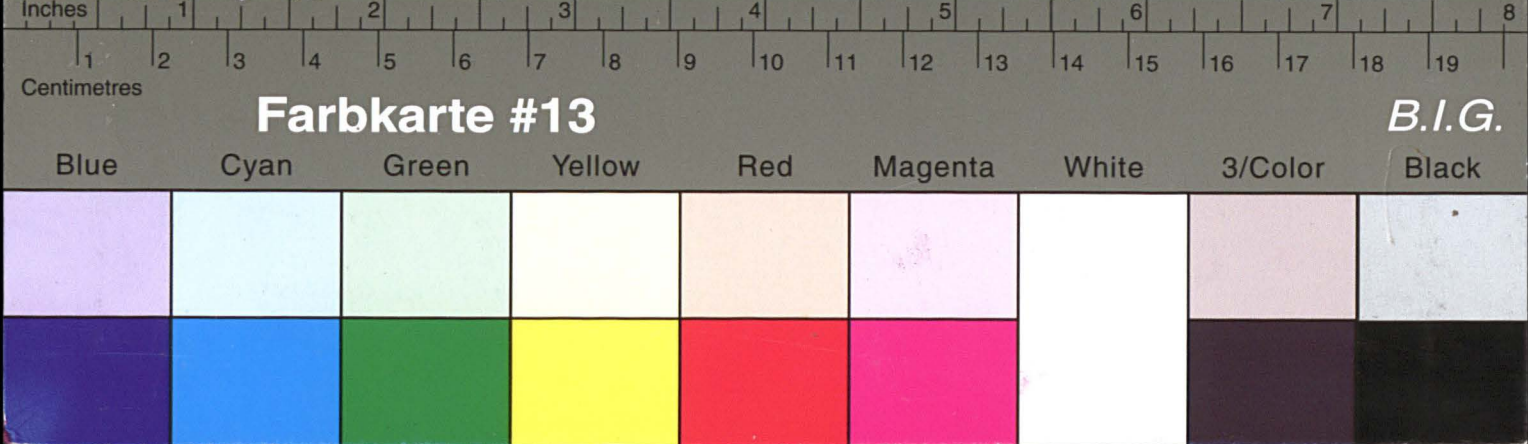 Inches 1 2 3 4 5 6 7 8
1 2 3 4 5 6 7 8 9 10 11 12 13 14 15 16 17 18 19
Centimetres
Farbkarte #13 B.I.G.
Blue Cyan Green Yellow Red Magenta White 3/Color Black